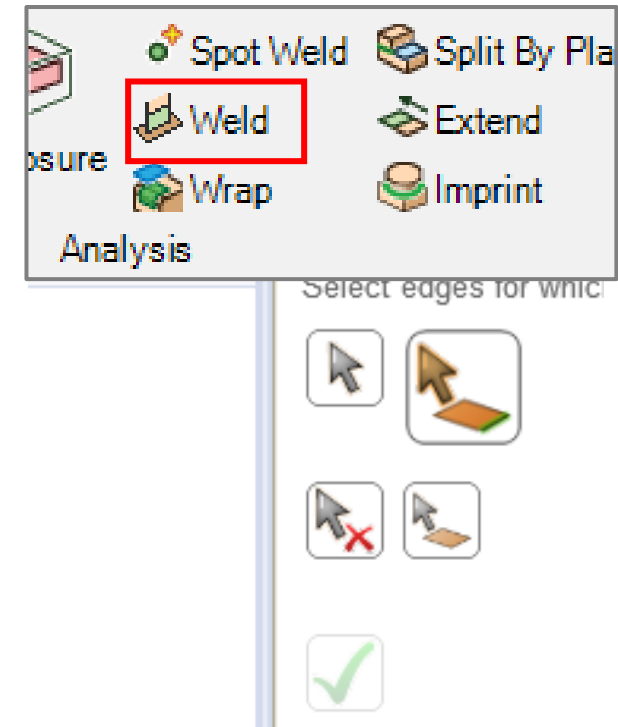 Spot Weld Split By Pla
Weld Extend
osure
Wrap Imprint
Analysis
Select edges for whic